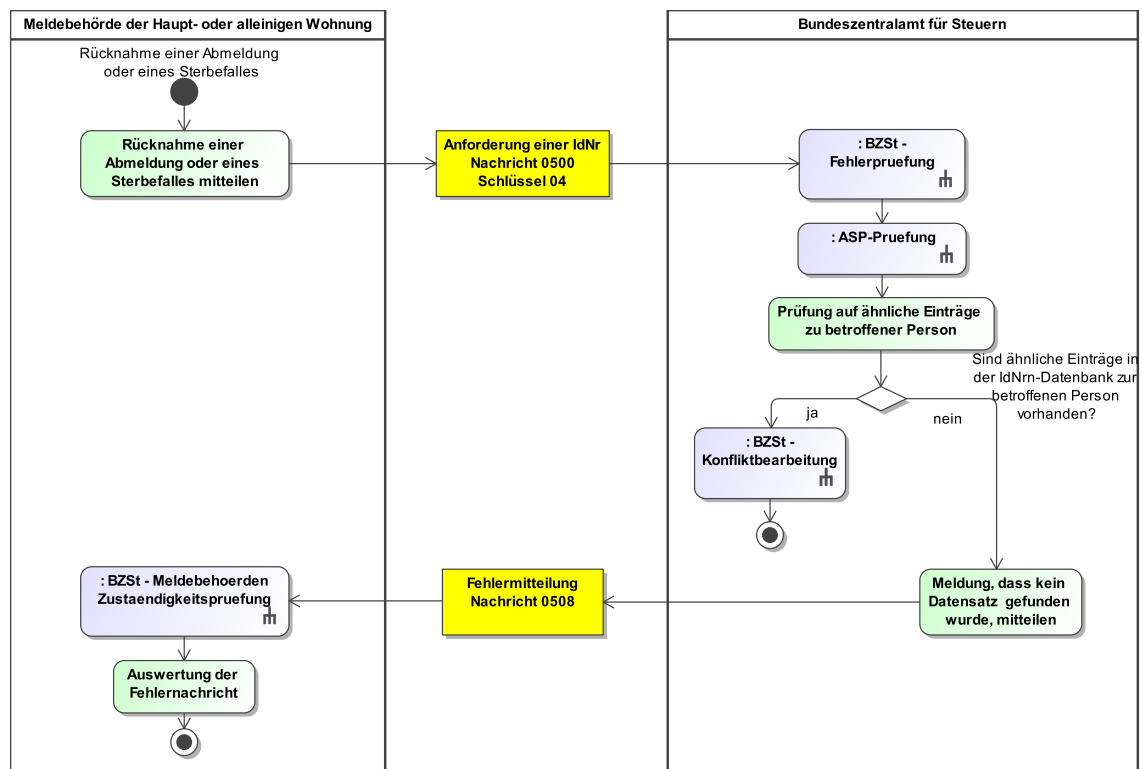 Meldebehörde der Haupt- oder alleinigen Wohnung
Bundeszentralamt für Steuern
Rücknahme einer Abmeldung
oder eines Sterbefalles
Rücknahme einer
Abmeldung oder eines
Sterbefalles mitteilen
Anforderung einer IdNr
Nachricht 0500
Schlüssel 04
: BZSt -
Fehlerpruefung
: ASP-Pruefung
Prüfung auf ähnliche Einträge
zu betroffener Person
Sind ähnliche Einträge in
der IdNrn-Datenbank zur
betroffenen Person
vorhanden?
ja
nein
: BZSt -
Konfliktbearbeitung
Meldung, dass kein
Datensatz gefunden
wurde, mitteilen
Fehlermitteilung
Nachricht 0508
: BZSt - Meldebehoerden
Zustaendigkeitspruefung
Auswertung der
Fehlernachricht